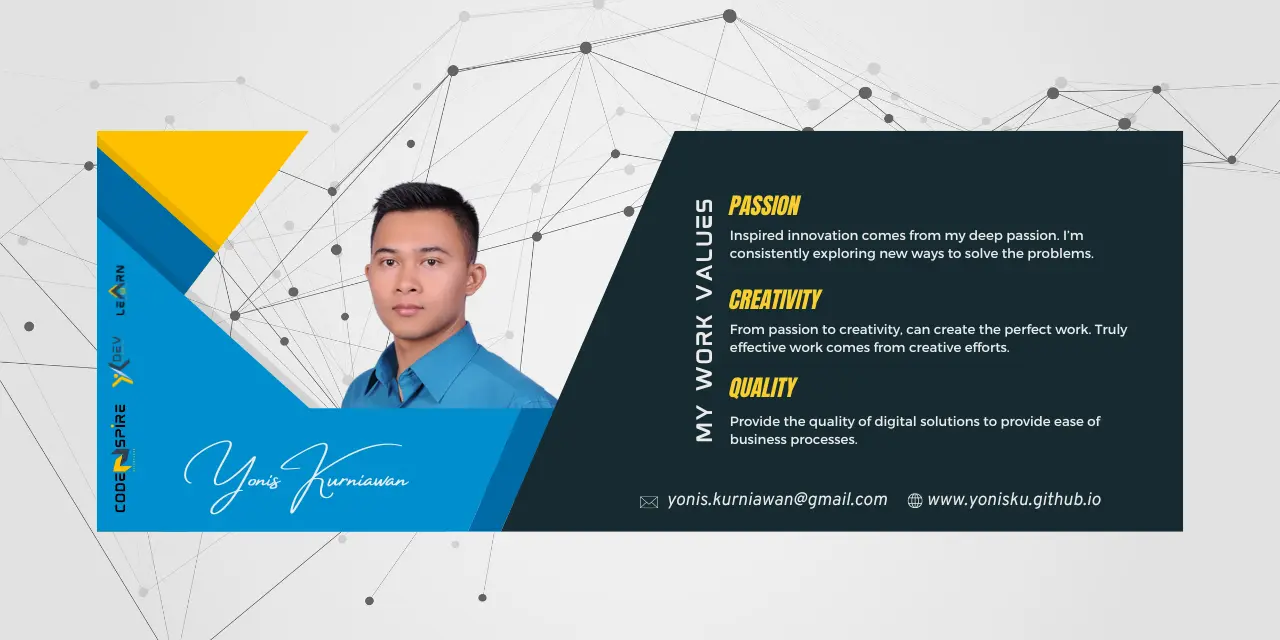 LEARN
YKDEV
CODE
NSPIRE
Yonis Kurniawan
MY WORK VALUES
PASSION
Inspired innovation comes from my deep passion. I'm
consistently exploring new ways to solve the problems.
CREATIVITY
From passion to creativity, can create the perfect work. Truly
effective work comes from creative efforts.
QUALITY
Provide the quality of digital solutions to provide ease of
business processes.
yonis.kurniawan@gmail.com
www.yonisku.github.io